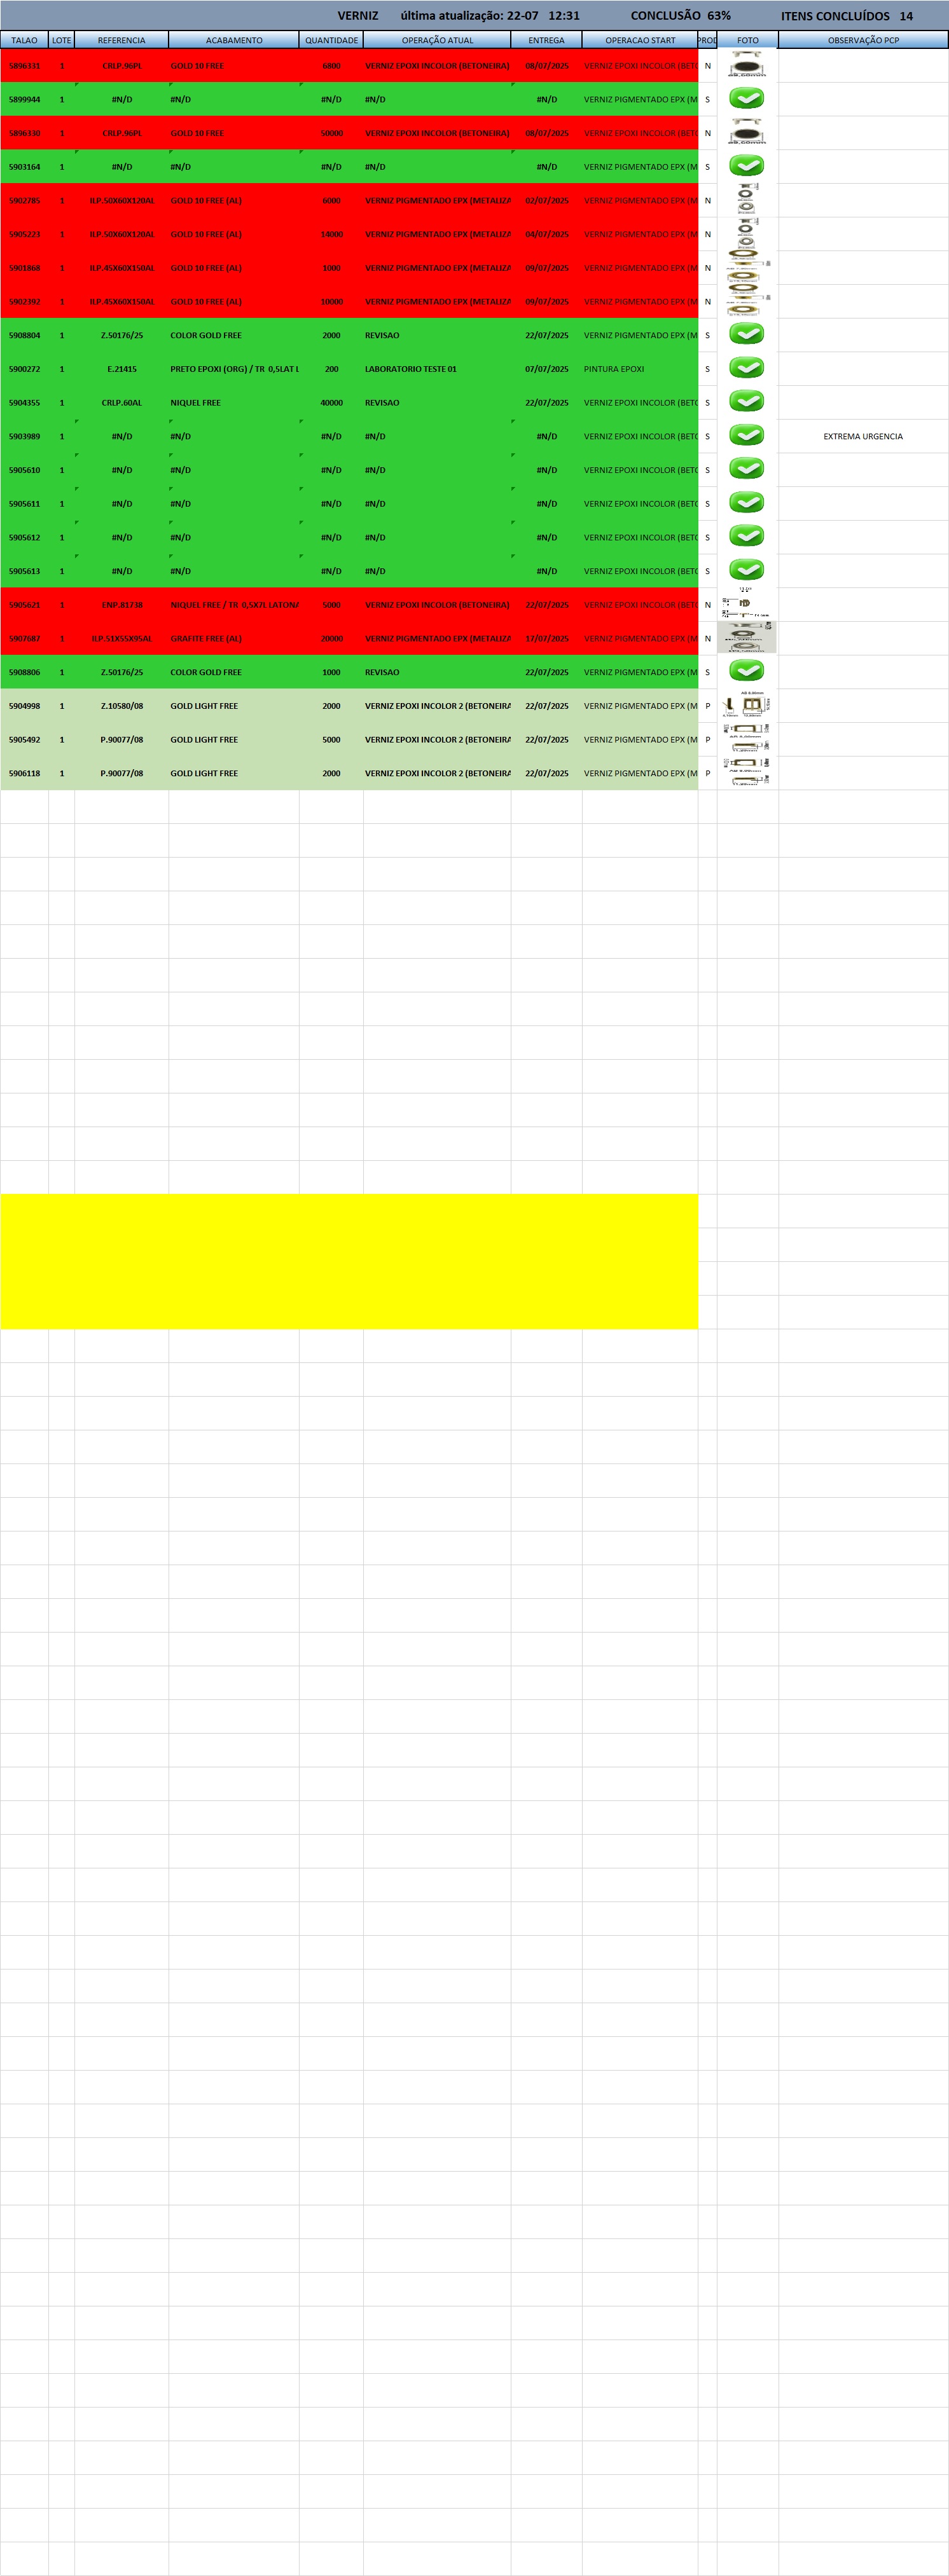 VERNIZ última atualização: 22-07 12:31 CONCLUSÃO 63% ITENS CONCLUÍDOS 14
TALAO LOTE REFERENCIA ACABAMENTO QUANTIDADE OPERAÇÃO ATUAL ENTREGA OPERACAO START PROD FOTO OBSERVAÇÃO PCP
5896331 1 CRLP.96PL GOLD 10 FREE 6800 VERNIZ EPOXI INCOLOR (BETONEIRA) 08/07/2025 VERNIZ EPOXI INCOLOR (BETO N
5899944 1 #N/D #N/D #N/D #N/D #N/D VERNIZ PIGMENTADO EPX (M S
5896330 1 CRLP.96PL GOLD 10 FREE 50000 VERNIZ EPOXI INCOLOR (BETONEIRA) 08/07/2025 VERNIZ EPOXI INCOLOR (BETO N
5903164 1 #N/D #N/D #N/D #N/D #N/D VERNIZ PIGMENTADO EPX (M S
5902785 1 ILP.50X60X120AL GOLD 10 FREE (AL) 6000 VERNIZ PIGMENTADO EPX (METALIZA 02/07/2025 VERNIZ PIGMENTADO EPX (M N
5905223 1 ILP.50X60X120AL GOLD 10 FREE (AL) 14000 VERNIZ PIGMENTADO EPX (METALIZA 04/07/2025 VERNIZ PIGMENTADO EPX (M N
5901868 1 ILP.45X60X150AL GOLD 10 FREE (AL) 1000 VERNIZ PIGMENTADO EPX (METALIZA 09/07/2025 VERNIZ PIGMENTADO EPX (M N
5902392 1 ILP.45X60X150AL GOLD 10 FREE (AL) 10000 VERNIZ PIGMENTADO EPX (METALIZA 09/07/2025 VERNIZ PIGMENTADO EPX (M N
5908804 1 Z.50176/25 COLOR GOLD FREE 2000 REVISAO 22/07/2025 VERNIZ PIGMENTADO EPX (M S
5900272 1 E.21415 PRETO EPOXI (ORG) / TR 0,5LAT L 200 LABORATORIO TESTE 01 07/07/2025 PINTURA EPOXI S
5904355 1 CRLP.60AL NIQUEL FREE 40000 REVISAO 22/07/2025 VERNIZ EPOXI INCOLOR (BETO S
5903989 1 #N/D #N/D #N/D #N/D #N/D VERNIZ EPOXI INCOLOR (BETO S EXTREMA URGENCIA
5905610 1 #N/D #N/D #N/D #N/D #N/D VERNIZ EPOXI INCOLOR (BETO S
5905611 1 #N/D #N/D #N/D #N/D #N/D VERNIZ EPOXI INCOLOR (BETO S
5905612 1 #N/D #N/D #N/D #N/D #N/D VERNIZ EPOXI INCOLOR (BETO S
5905613 1 #N/D #N/D #N/D #N/D #N/D VERNIZ EPOXI INCOLOR (BETO S
5905621 1 ENP.81738 NIQUEL FREE / TR 0,5X7L LATONA 5000 VERNIZ EPOXI INCOLOR (BETONEIRA) 22/07/2025 VERNIZ EPOXI INCOLOR (BETO N
5907687 1 ILP.51X55X95AL GRAFITE FREE (AL) 20000 VERNIZ PIGMENTADO EPX (METALIZA 17/07/2025 VERNIZ PIGMENTADO EPX (M N
5908806 1 Z.50176/25 COLOR GOLD FREE 1000 REVISAO 22/07/2025 VERNIZ PIGMENTADO EPX (M S
5904998 1 Z.10580/08 GOLD LIGHT FREE 2000 VERNIZ EPOXI INCOLOR 2 (BETONEIRA 22/07/2025 VERNIZ PIGMENTADO EPX (M P
5905492 1 P.90077/08 GOLD LIGHT FREE 5000 VERNIZ EPOXI INCOLOR 2 (BETONEIRA 22/07/2025 VERNIZ PIGMENTADO EPX (M P
5906118 1 P.90077/08 GOLD LIGHT FREE 2000 VERNIZ EPOXI INCOLOR 2 (BETONEIRA 22/07/2025 VERNIZ PIGMENTADO EPX (M P